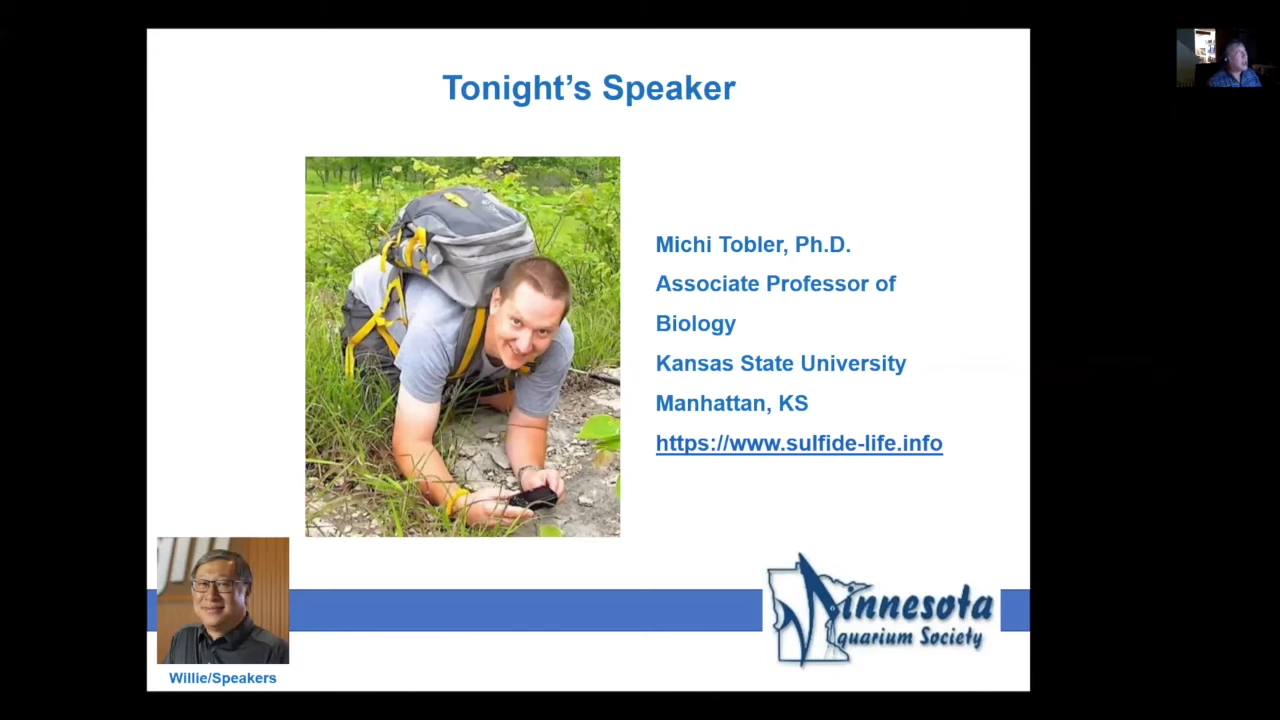 Tonight's Speaker
Michi Tobler, Ph.D.
Associate Professor of
Biology
Kansas State University
Manhattan, KS
https://www.sulfide-life.info
Minnesota
Aquarium Society
Willie/Speakers